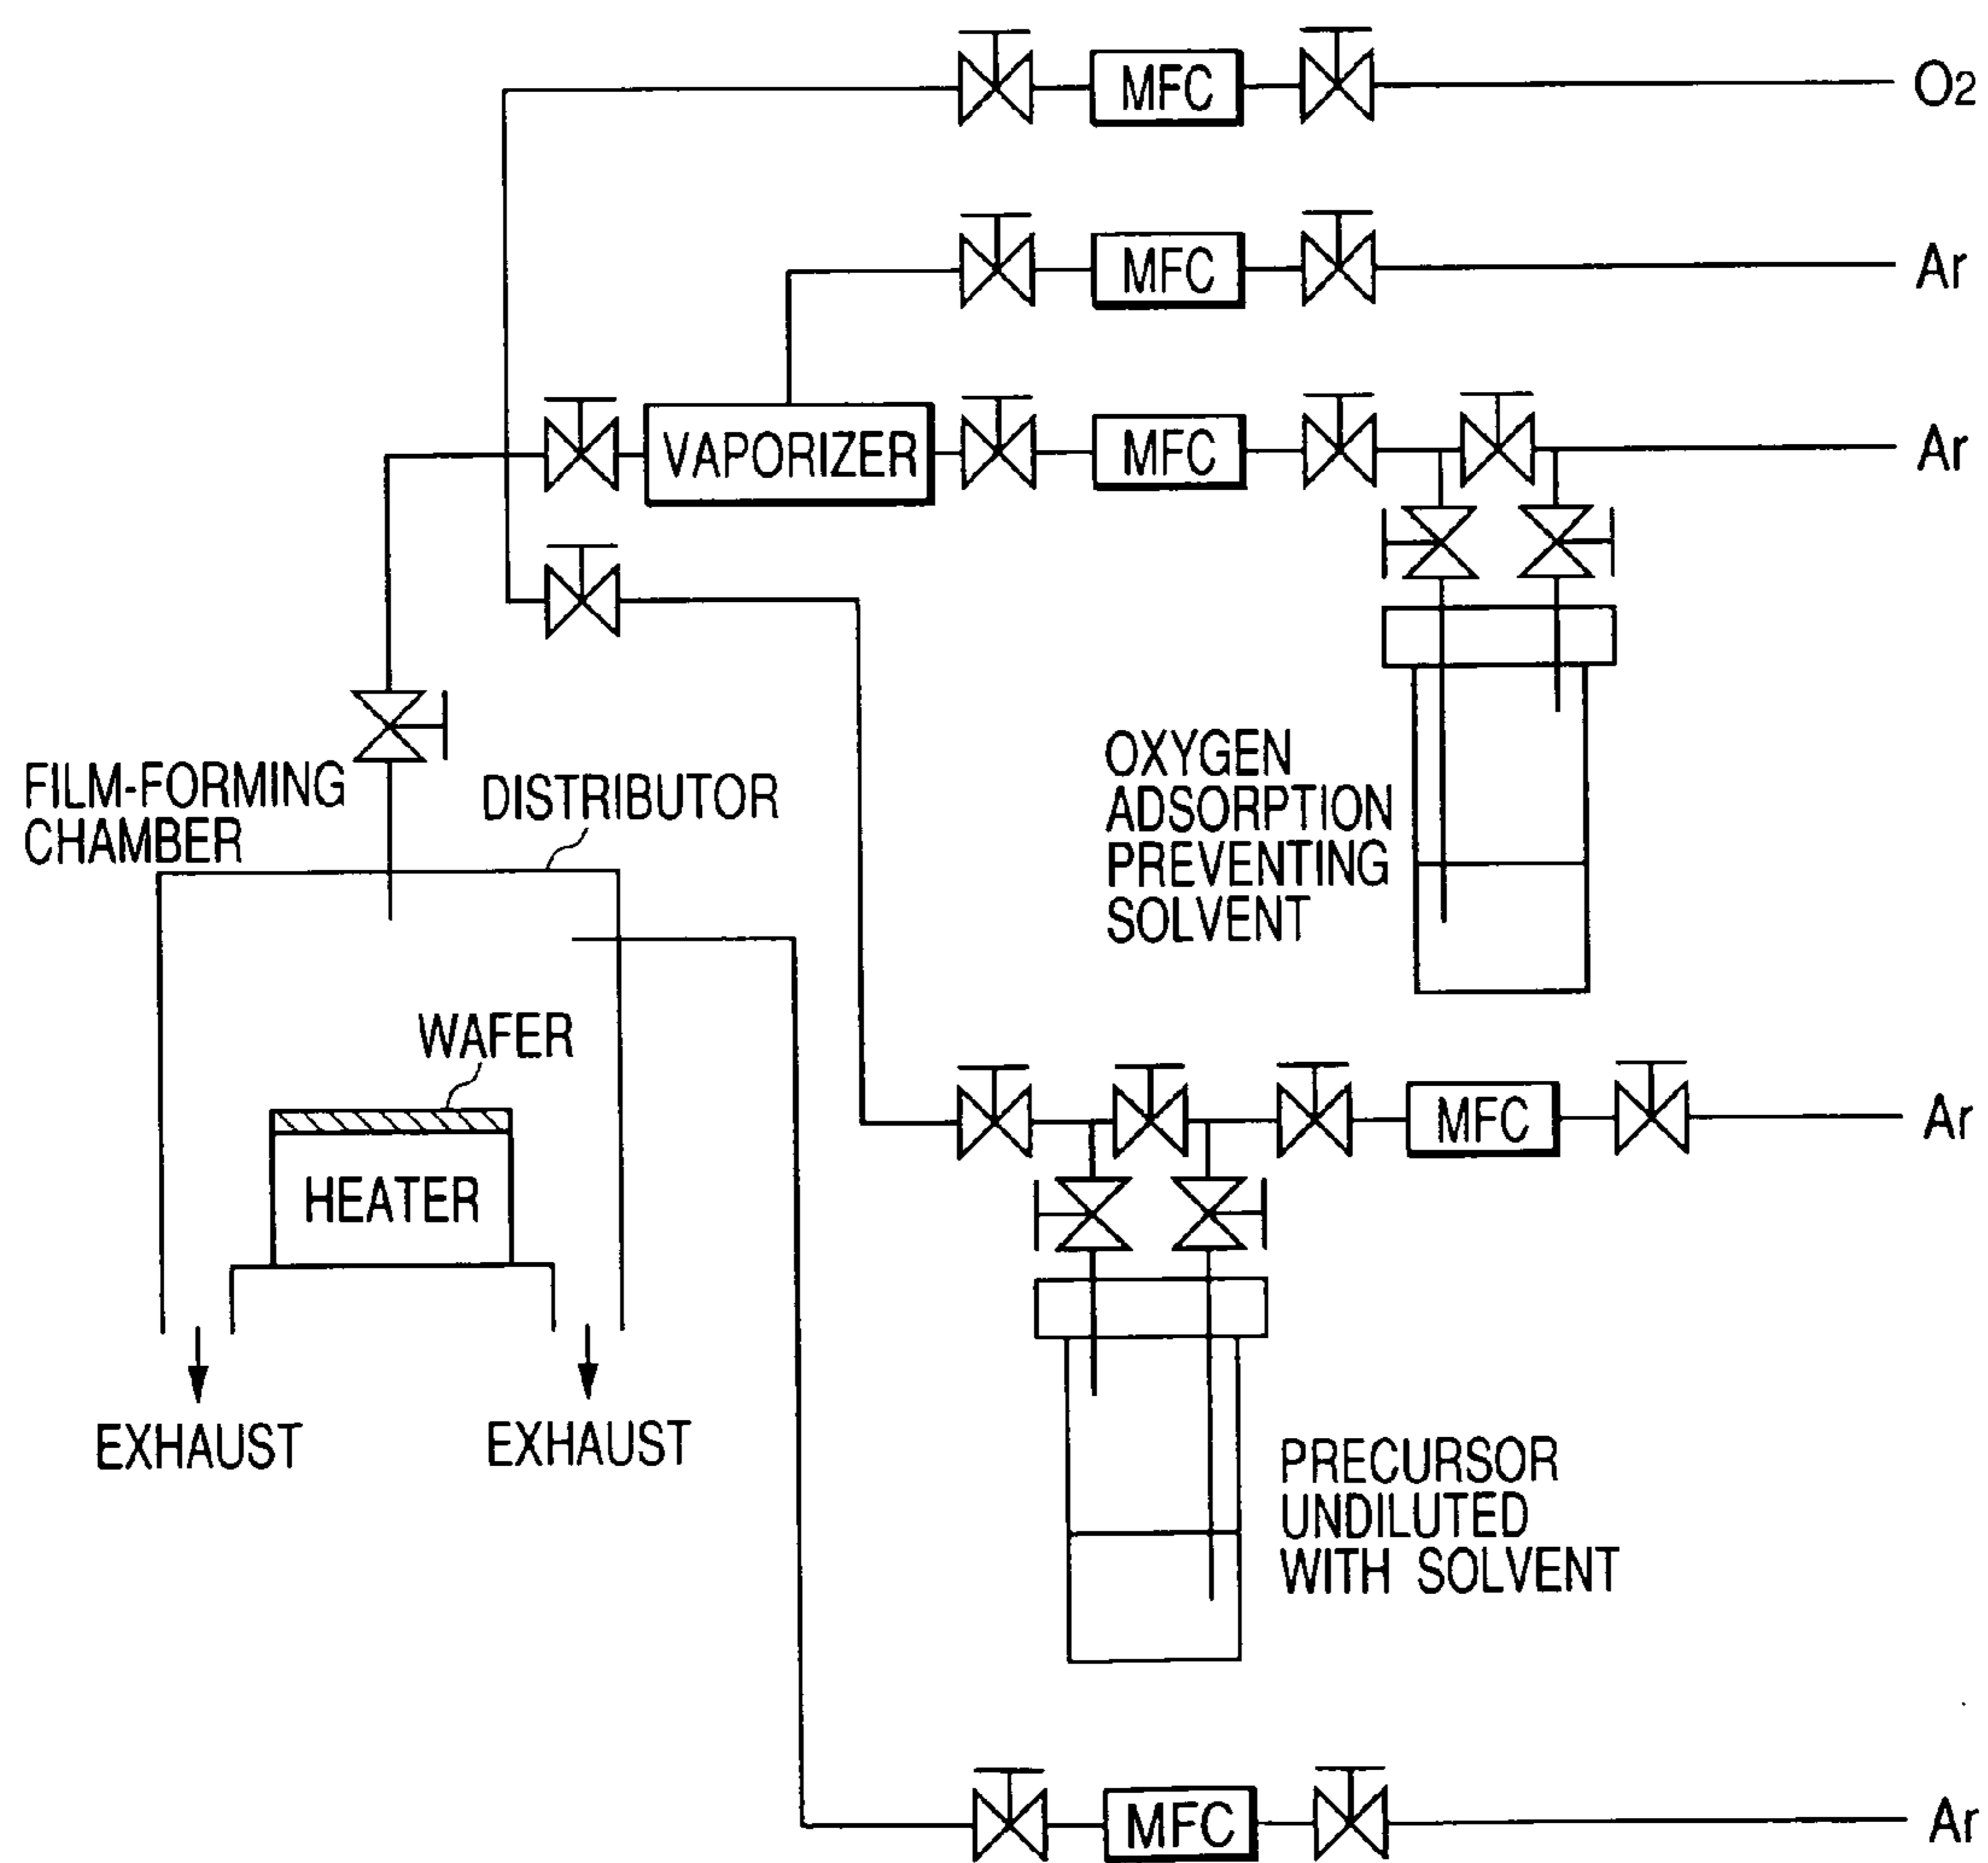 MFC
O2
MFC
Ar
VAPORIZER
MFC
Ar
FILM-FORMING
CHAMBER
DISTRIBUTOR
OXYGEN
ADSORPTION
PREVENTING
SOLVENT
WAFER
HEATER
MFC
Ar
EXHAUST
EXHAUST
PRECURSOR
UNDILUTED
WITH SOLVENT
MFC
Ar